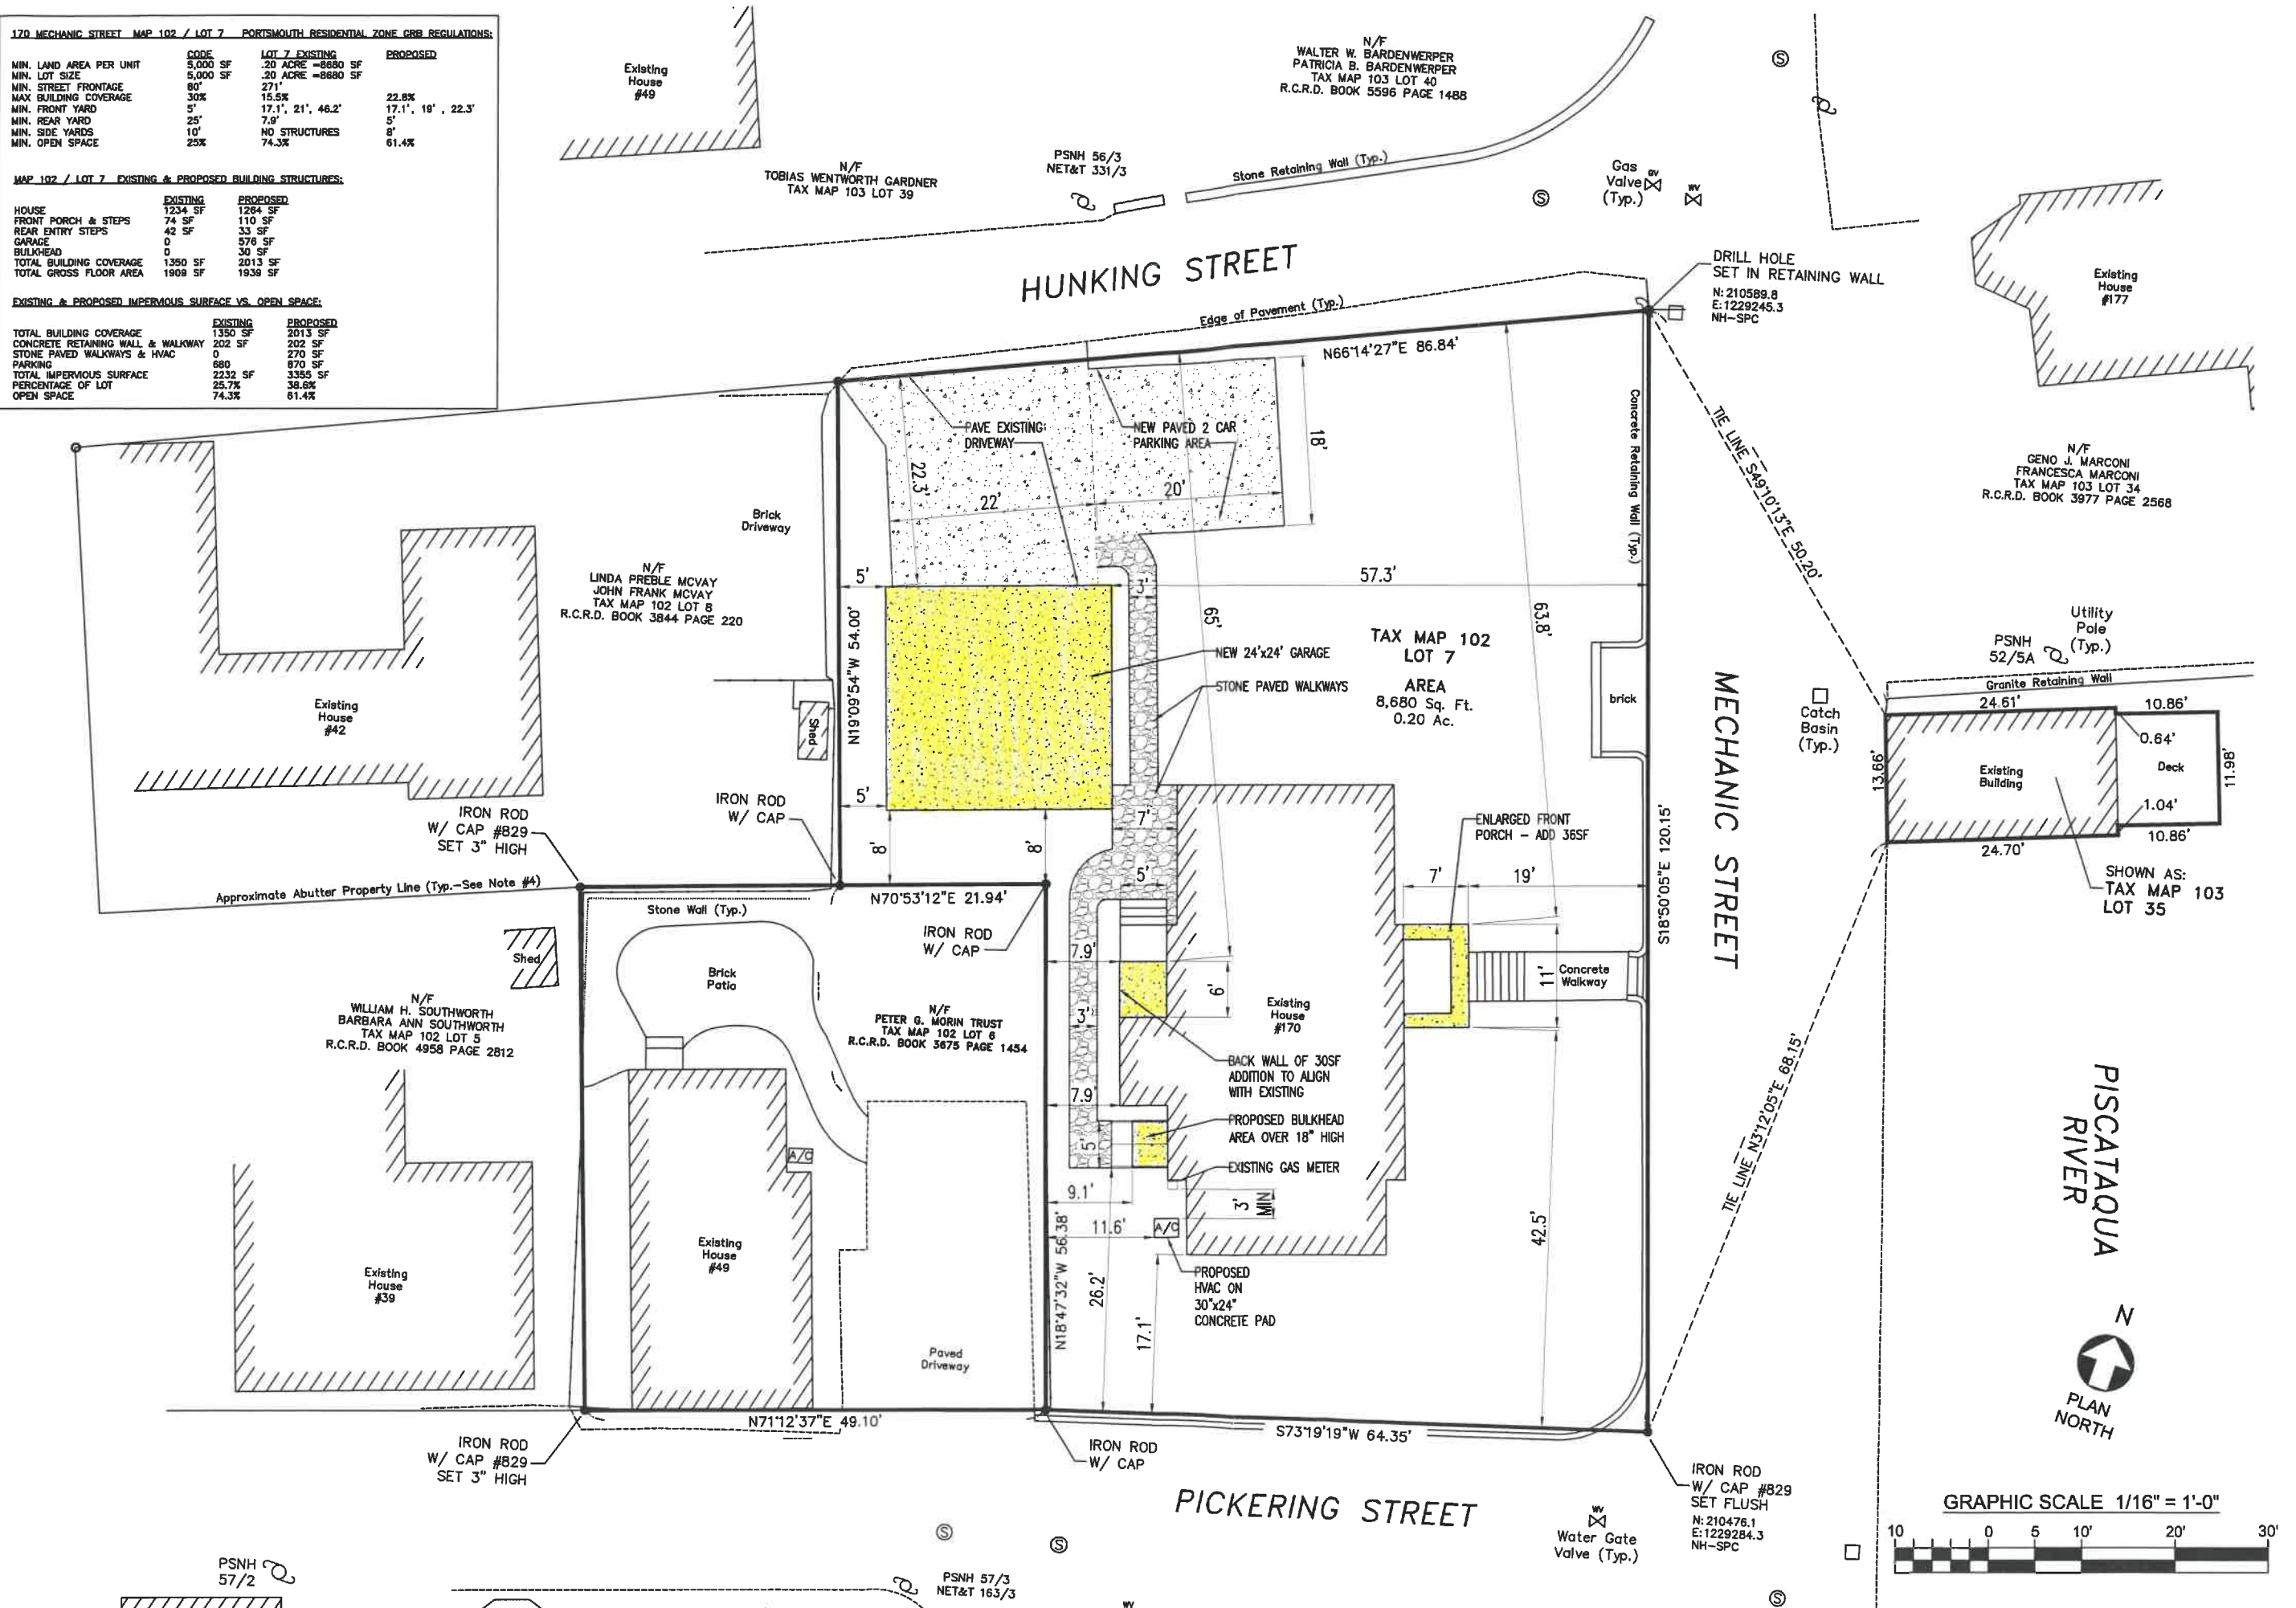 170 MECHANIC STREET MAP 102 / LOT 7 PORTSMOUTH RESIDENTIAL ZONE GRB REGULATIONS:
CODE LOT 7 EXISTING PROPOSED
MIN. LAND AREA PER UNIT 5,000 SF .20 ACRE =8680 SF
MIN. LOT SIZE 5,000 SF .20 ACRE =8680 SF
MIN. STREET FRONTAGE 80' 271'
MAX BUILDING COVERAGE 30% 15.5% 22.8%
MIN. FRONT YARD 5' 17.1', 21', 46.2' 17.1', 19' , 22.3'
MIN. REAR YARD 25' 7.9' 5'
MIN. SIDE YARDS 10' NO STRUCTURES 8'
MIN. OPEN SPACE 25% 74.3% 61.4%
MAP 102 / LOT 7 EXISTING & PROPOSED BUILDING STRUCTURES:
EXISTING PROPOSED
HOUSE 1234 SF 1264 SF
FRONT PORCH & STEPS 74 SF 110 SF
REAR ENTRY STEPS 42 SF 33 SF
GARAGE 0 576 SF
BULKHEAD 0 30 SF
TOTAL BUILDING COVERAGE 1350 SF 2013 SF
TOTAL GROSS FLOOR AREA 1909 SF 1939 SF
EXISTING & PROPOSED IMPERVIOUS SURFACE VS. OPEN SPACE:
EXISTING PROPOSED
TOTAL BUILDING COVERAGE 1350 SF 2013 SF
CONCRETE RETAINING WALL & WALKWAY 202 SF 202 SF
STONE PAVED WALKWAYS & HVAC 0 270 SF
PARKING 680 870 SF
TOTAL IMPERVIOUS SURFACE 2232 SF 3355 SF
PERCENTAGE OF LOT 25.7% 38.6%
OPEN SPACE 74.3% 61.4%
Existing
House
#49
N/F
WALTER W. BARDENWERPER
PATRICIA B. BARDENWERPER
TAX MAP 103 LOT 40
R.C.R.D. BOOK 5596 PAGE 1488
S
N/F
TOBIAS WENTWORTH GARDNER
TAX MAP 103 LOT 39
PSNH 56/3
NET&T 331/3
Stone Retaining Wall (Typ.)
S
Gas
Valve
(Typ.)
GV
WV
HUNKING STREET
Edge of Pavement (Typ.)
DRILL HOLE
SET IN RETAINING WALL
N: 210589.8
E: 1229245.3
NH-SPC
Existing
House
#177
N66°14'27"E 86.84'
Concrete Retaining Wall (Typ.)
TIE LINE S49°10'13"E 50.20'
N/F
GENO J. MARCONI
FRANCESCA MARCONI
TAX MAP 103 LOT 34
R.C.R.D. BOOK 3977 PAGE 2568
PAVE EXISTING
DRIVEWAY
NEW PAVED 2 CAR
PARKING AREA
18'
22.3'
22'
20'
Brick
Driveway
N/F
LINDA PREBLE MCVAY
JOHN FRANK MCVAY
TAX MAP 102 LOT 8
R.C.R.D. BOOK 3844 PAGE 220
5'
3'
57.3'
65'
63.8'
N19°09'54"W 54.00'
NEW 24'x24' GARAGE
STONE PAVED WALKWAYS
TAX MAP 102
LOT 7
AREA
8,680 Sq. Ft.
0.20 Ac.
brick
MECHANIC STREET
Catch
Basin
(Typ.)
Utility
Pole
(Typ.)
PSNH
52/5A
Granite Retaining Wall
24.61'
10.86'
0.64'
13.66'
Existing
Building
Deck
11.98'
1.04'
10.86'
24.70'
SHOWN AS:
TAX MAP 103
LOT 35
Existing
House
#42
Shed
IRON ROD
W/ CAP #829
SET 3" HIGH
IRON ROD
W/ CAP
5'
8'
8'
7'
5'
ENLARGED FRONT
PORCH - ADD 36SF
7'
19'
S18°50'05"E 120.15'
Approximate Abutter Property Line (Typ.-See Note #4)
N70°53'12"E 21.94'
Stone Wall (Typ.)
IRON ROD
W/ CAP
Shed
Brick
Patio
7.9'
6'
11'
Concrete
Walkway
N/F
WILLIAM H. SOUTHWORTH
BARBARA ANN SOUTHWORTH
TAX MAP 102 LOT 5
R.C.R.D. BOOK 4958 PAGE 2812
N/F
PETER G. MORIN TRUST
TAX MAP 102 LOT 6
R.C.R.D. BOOK 3675 PAGE 1454
3'
Existing
House
#170
BACK WALL OF 30SF
ADDITION TO ALIGN
WITH EXISTING
7.9'
PROPOSED BULKHEAD
AREA OVER 18" HIGH
5'
EXISTING GAS METER
A/C
9.1'
3'
MIN
11.6'
A/C
N18°47'32"W 56.38'
26.2'
17.1'
42.5'
PROPOSED
HVAC ON
30"x24"
CONCRETE PAD
TIE LINE N31°2'05"E 68.15'
PISCATAQUA
RIVER
Existing
House
#39
Existing
House
#49
Paved
Driveway
N
PLAN
NORTH
N71°12'37"E 49.10'
S73°19'19"W 64.35'
IRON ROD
W/ CAP #829
SET 3" HIGH
IRON ROD
W/ CAP
IRON ROD
W/ CAP #829
SET FLUSH
N: 210476.1
E: 1229284.3
NH-SPC
PICKERING STREET
WV
Water Gate
Valve (Typ.)
GRAPHIC SCALE 1/16" = 1'-0"
10 0 5 10' 20' 30'
S
S
PSNH
57/2
PSNH 57/3
NET&T 163/3
WV
S